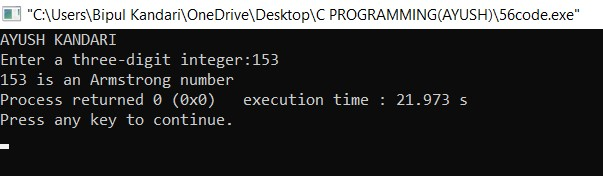 "C:\Users\Bipul Kandari\OneDrive\Desktop\C PROGRAMMING(AYUSH)\56code.exe"
AYUSH KANDARI
Enter a three-digit integer:153
153 is an Armstrong number
Process returned 0 (0x0)   execution time : 21.973 s
Press any key to continue.